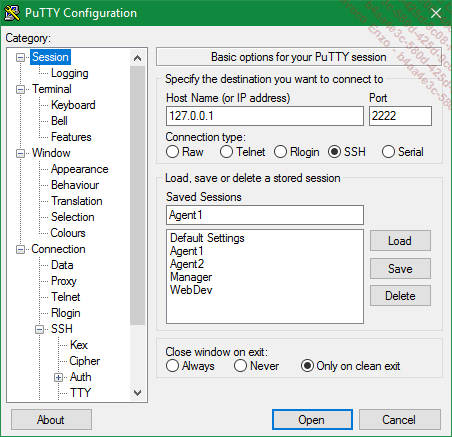 PuTTY Configuration
Category:
Session
Logging
Terminal
Keyboard
Bell
Features
Window
Appearance
Behaviour
Translation
Selection
Colours
Connection
Data
Proxy
Telnet
Rlogin
SSH
Kex
Cipher
Auth
TTY
Basic options for your PuTTY session
Specify the destination you want to connect to
Host Name (or IP address) Port
127.0.0.1 2222
Connection type:
Raw Telnet Rlogin SSH Serial
Load, save or delete a stored session
Saved Sessions
Agent1
Default Settings
Agent1
Agent2
Manager
WebDev
Load
Save
Delete
Close window on exit:
Always Never Only on clean exit
About Open Cancel